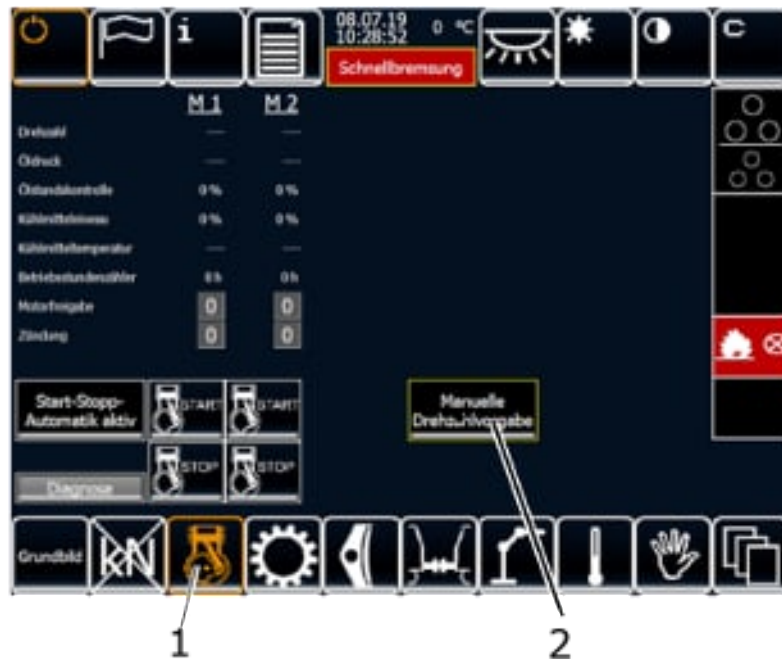 i
08.07.19 0 °C
10:28:52
Schnellbremsung
C
M 1 M 2
Drehzahl --- ---
Öldruck --- ---
Ölstandskontrolle 0 % 0 %
Kühlmittelniveau 0 % 0 %
Kühlmitteltemperatur --- ---
Betriebsstundenzähler 0 h 0 h
Motorfreigabe 0 0
Zündung 0 0
Start-Stopp- START START
Automatik aktiv
Manuelle
Drehzahlvorgabe
STOP STOP
Diagnose
Grundbild kN
1 2